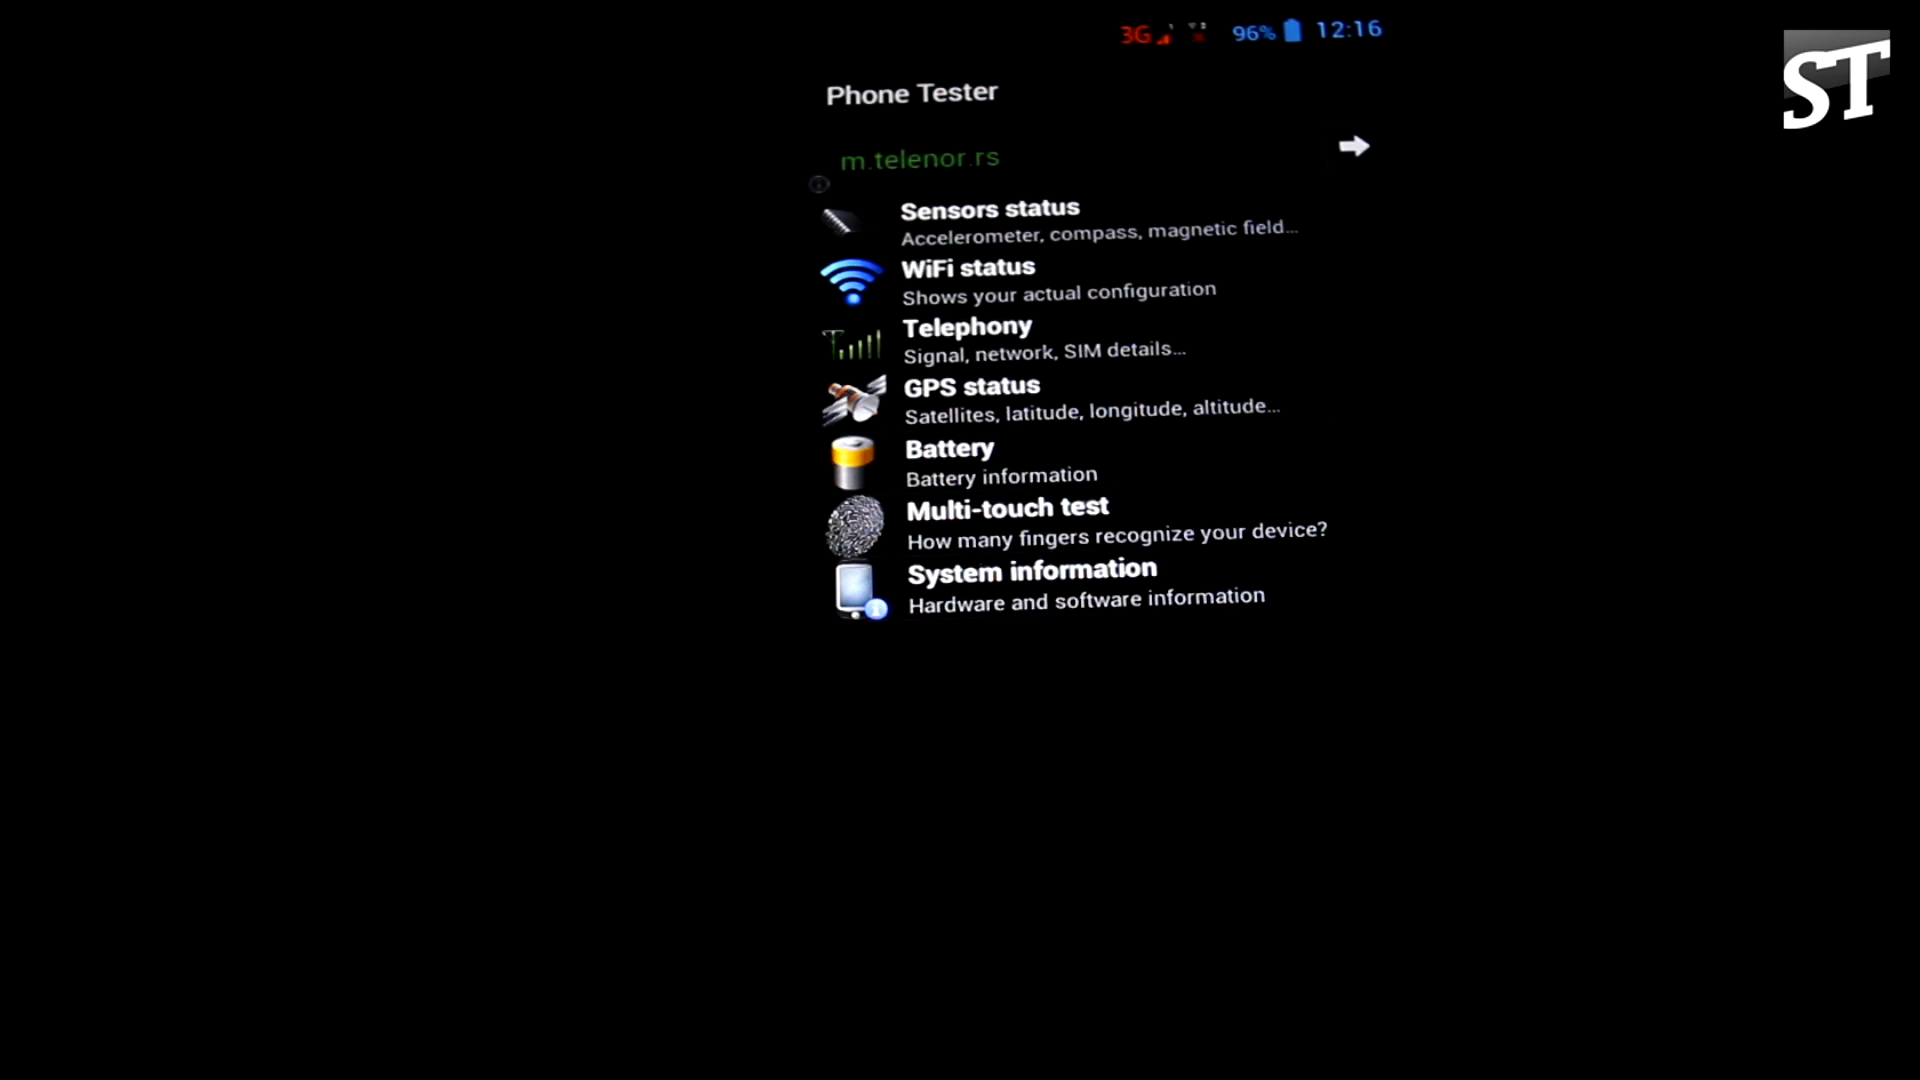 3G 96% 12:16
ST
Phone Tester
m.telenor.rs
Sensors status
Accelerometer, compass, magnetic field...
WiFi status
Shows your actual configuration
Telephony
Signal, network, SIM details...
GPS status
Satellites, latitude, longitude, altitude...
Battery
Battery information
Multi-touch test
How many fingers recognize your device?
System information
Hardware and software information